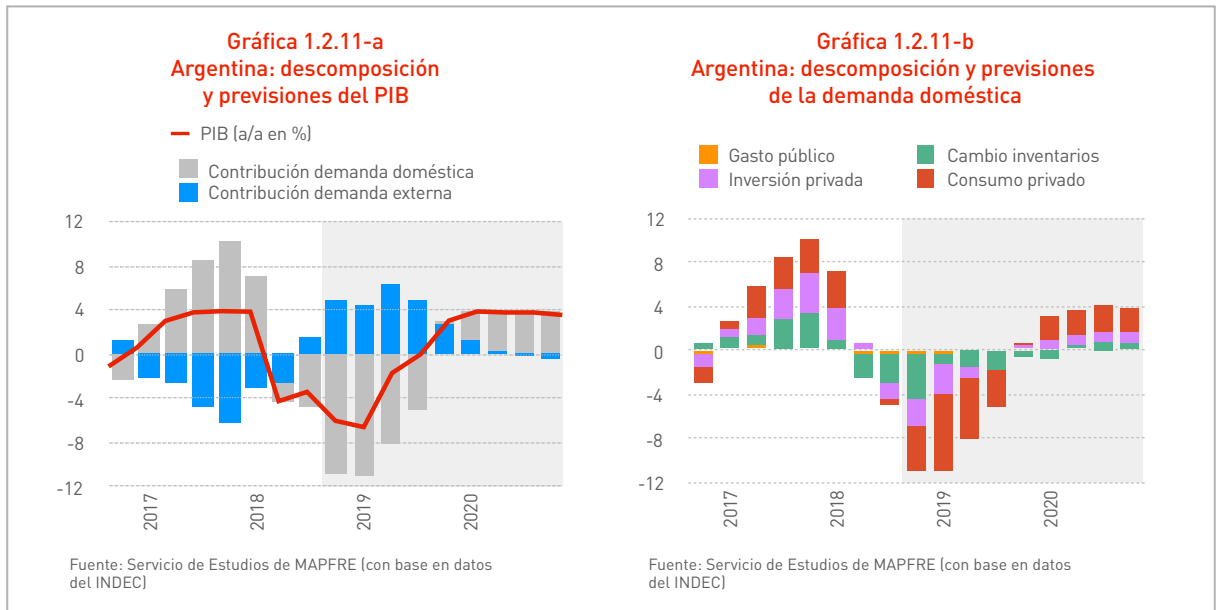 Gráfica 1.2.11-a
Argentina: descomposición
y previsiones del PIB
PIB (a/a en %)
Contribución demanda doméstica
Contribución demanda externa
12
8
4
0
-4
-8
-12
2017
2018
2019
2020
Fuente: Servicio de Estudios de MAPFRE (con base en datos
del INDEC)
Gráfica 1.2.11-b
Argentina: descomposición y previsiones
de la demanda doméstica
Gasto público
Cambio inventarios
Inversión privada
Consumo privado
12
8
4
0
-4
-8
-12
2017
2018
2019
2020
Fuente: Servicio de Estudios de MAPFRE (con base en datos
del INDEC)